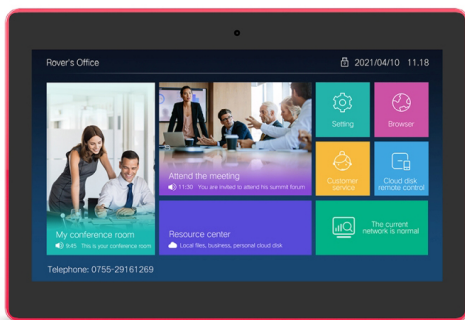 Rover's Office
2021/04/10 11.18
Setting
Browser
Attend the meeting
11:30 You are invited to attend his summit forum
Customer
service
Cloud disk
remote control
My conference room
9:45 This is your conference room
Resource center
Local files, business, personal cloud disk
The current
network is normal
Telephone: 0755-29161269